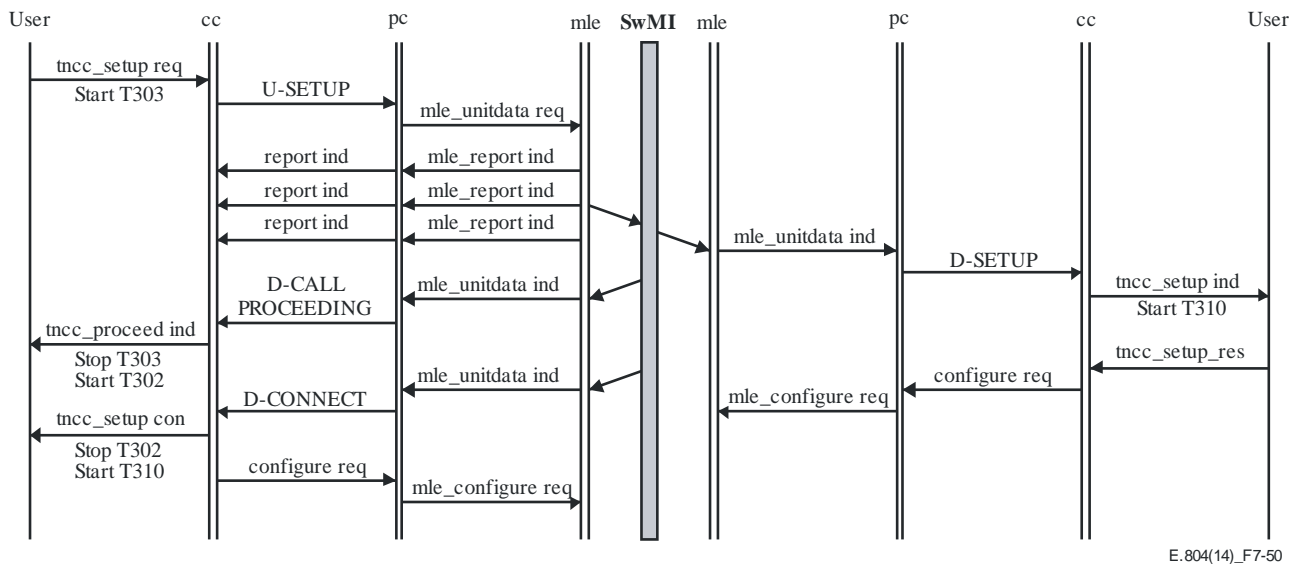 User cc pc mle SwMI mle pc cc User
tncc_setup req
Start T303
U-SETUP
mle_unitdata req
report ind mle_report ind
report ind mle_report ind
report ind mle_report ind
mle_unitdata ind
D-SETUP
tncc_setup ind
Start T310
D-CALL
PROCEEDING
mle_unitdata ind
tncc_proceed ind
Stop T303
Start T302
tncc_setup_res
mle_unitdata ind
configure req
D-CONNECT
mle_configure req
tncc_setup con
Stop T302
Start T310
configure req
mle_configure req
E.804(14)_F7-50